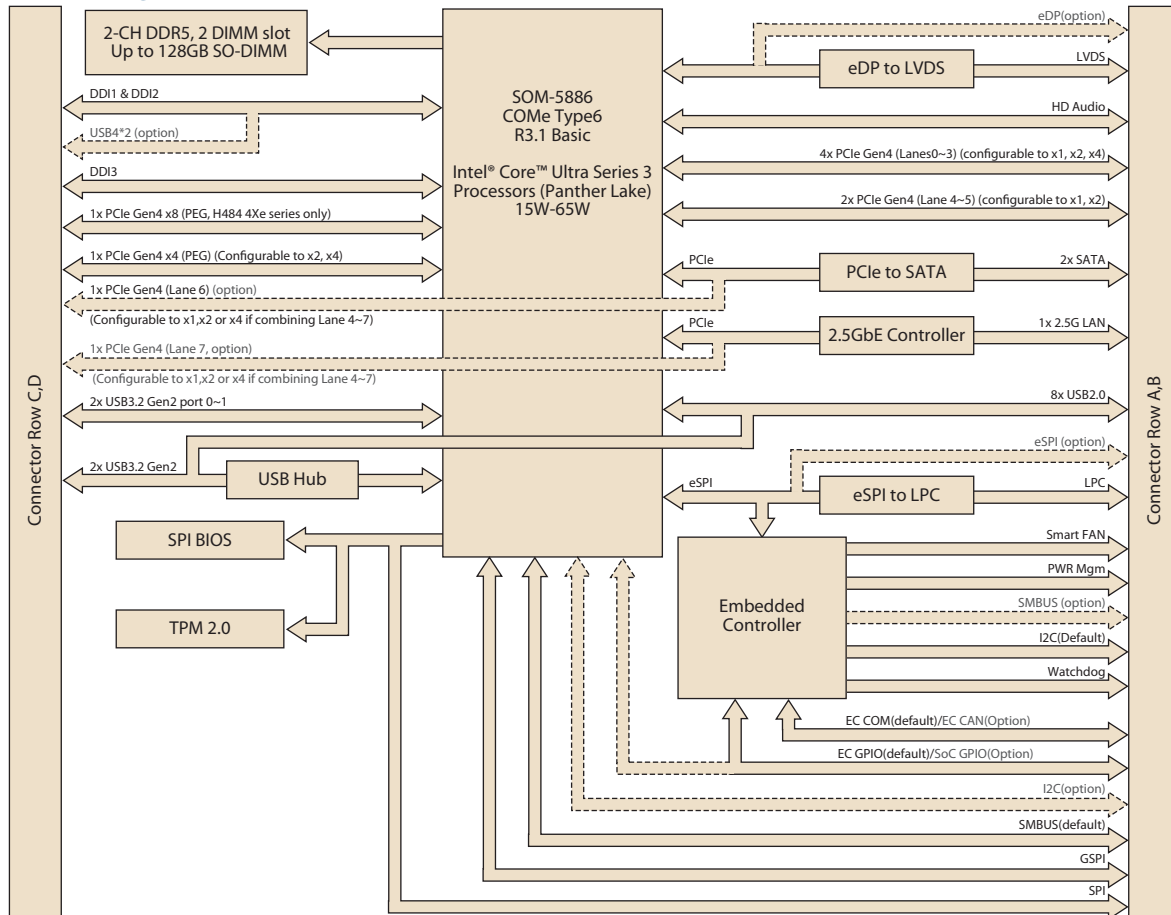 2-CH DDR5, 2 DIMM slot
Up to 128GB SO-DIMM
DDI1 & DDI2
USB4*2 (option)
DDI3
1x PCIe Gen4 x8 (PEG, H484 4Xe series only)
1x PCIe Gen4 x4 (PEG) (Configurable to x2, x4)
1x PCIe Gen4 (Lane 6) (option)
(Configurable to x1,x2 or x4 if combining Lane 4~7)
1x PCIe Gen4 (Lane 7, option)
(Configurable to x1,x2 or x4 if combining Lane 4~7)
2x USB3.2 Gen2 port 0~1
2x USB3.2 Gen2
USB Hub
SPI BIOS
TPM 2.0
Connector Row C,D
SOM-5886
COMe Type6
R3.1 Basic
Intel® Core™ Ultra Series 3
Processors (Panther Lake)
15W-65W
eDP(option)
eDP to LVDS
LVDS
HD Audio
4x PCIe Gen4 (Lanes0~3) (configurable to x1, x2, x4)
2x PCIe Gen4 (Lane 4~5) (configurable to x1, x2)
PCIe
PCIe to SATA
2x SATA
PCIe
2.5GbE Controller
1x 2.5G LAN
8x USB2.0
eSPI (option)
eSPI
eSPI to LPC
LPC
Embedded
Controller
Smart FAN
PWR Mgm
SMBUS (option)
I2C(Default)
Watchdog
EC COM(default)/EC CAN(Option)
EC GPIO(default)/SoC GPIO(Option)
I2C(option)
SMBUS(default)
GSPI
SPI
Connector Row A,B